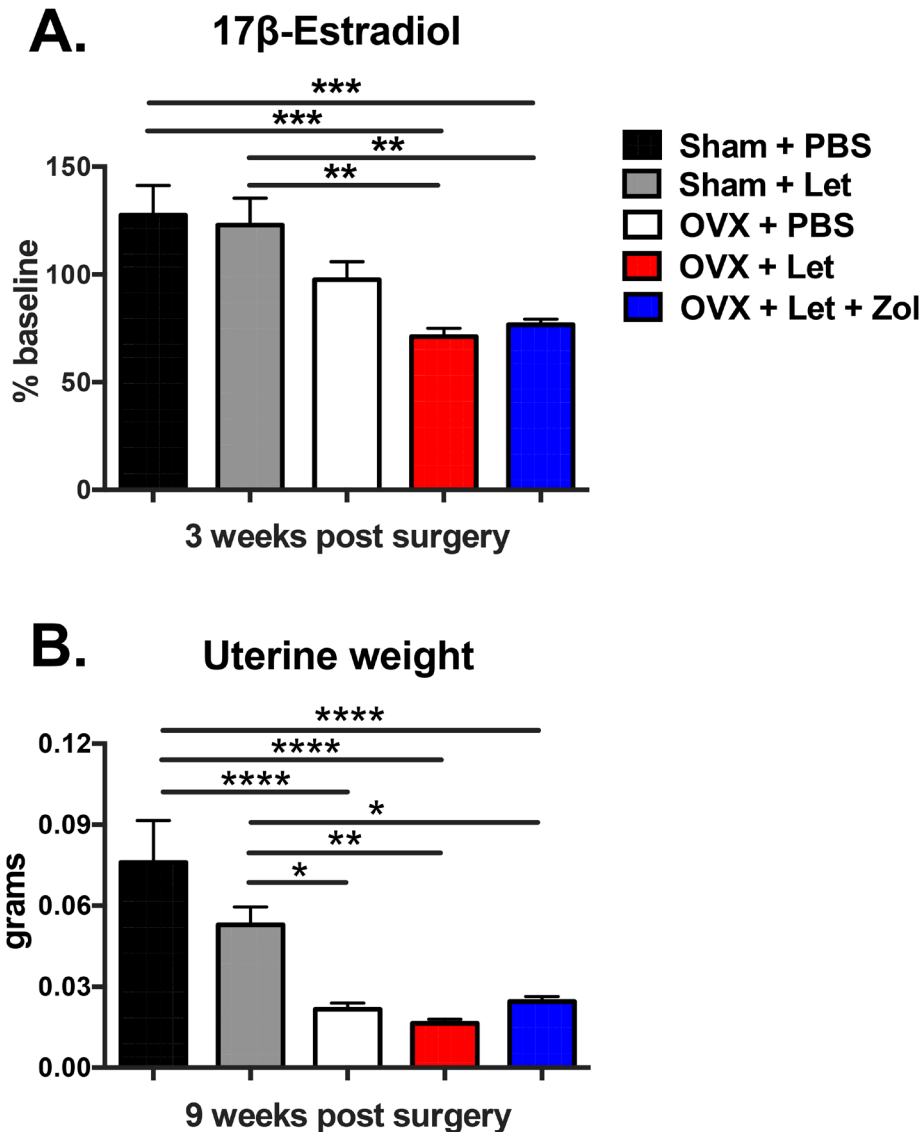 A.
17β-Estradiol
***
***
**
**
Sham + PBS
Sham + Let
OVX + PBS
OVX + Let
OVX + Let + Zol
% baseline
150
100
50
0
3 weeks post surgery
B.
Uterine weight
****
****
****
*
**
*
grams
0.12
0.09
0.06
0.03
0.00
9 weeks post surgery